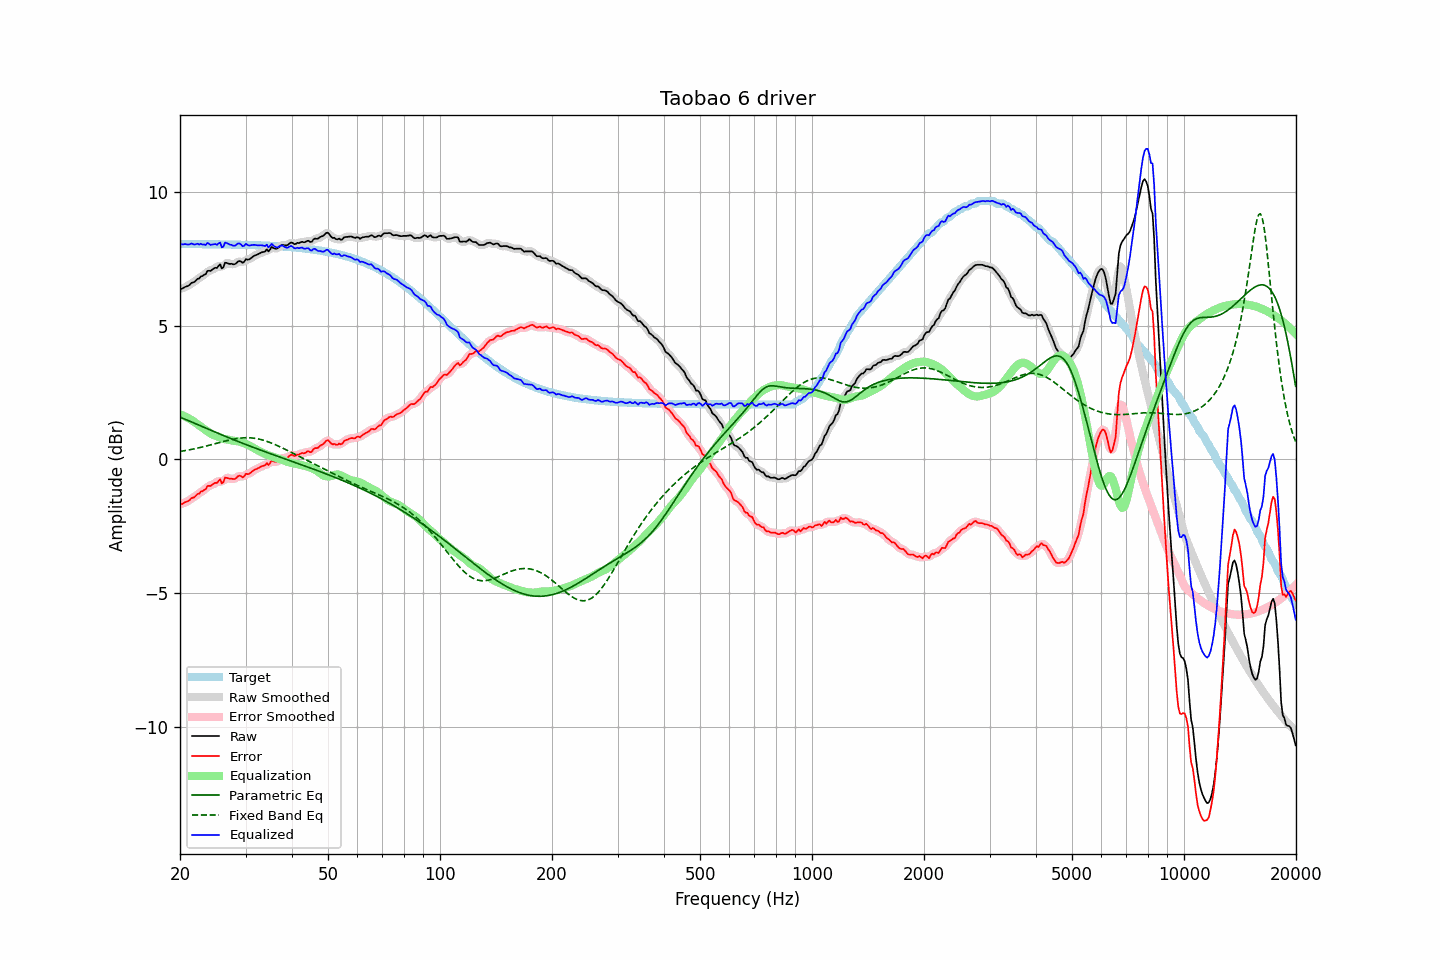 Taobao 6 driver
Amplitude (dBr)
10
5
0
−5
−10
Target
Raw Smoothed
Error Smoothed
Raw
Error
Equalization
Parametric Eq
Fixed Band Eq
Equalized
20
50
100
200
500
1000
2000
5000
10000
20000
Frequency (Hz)